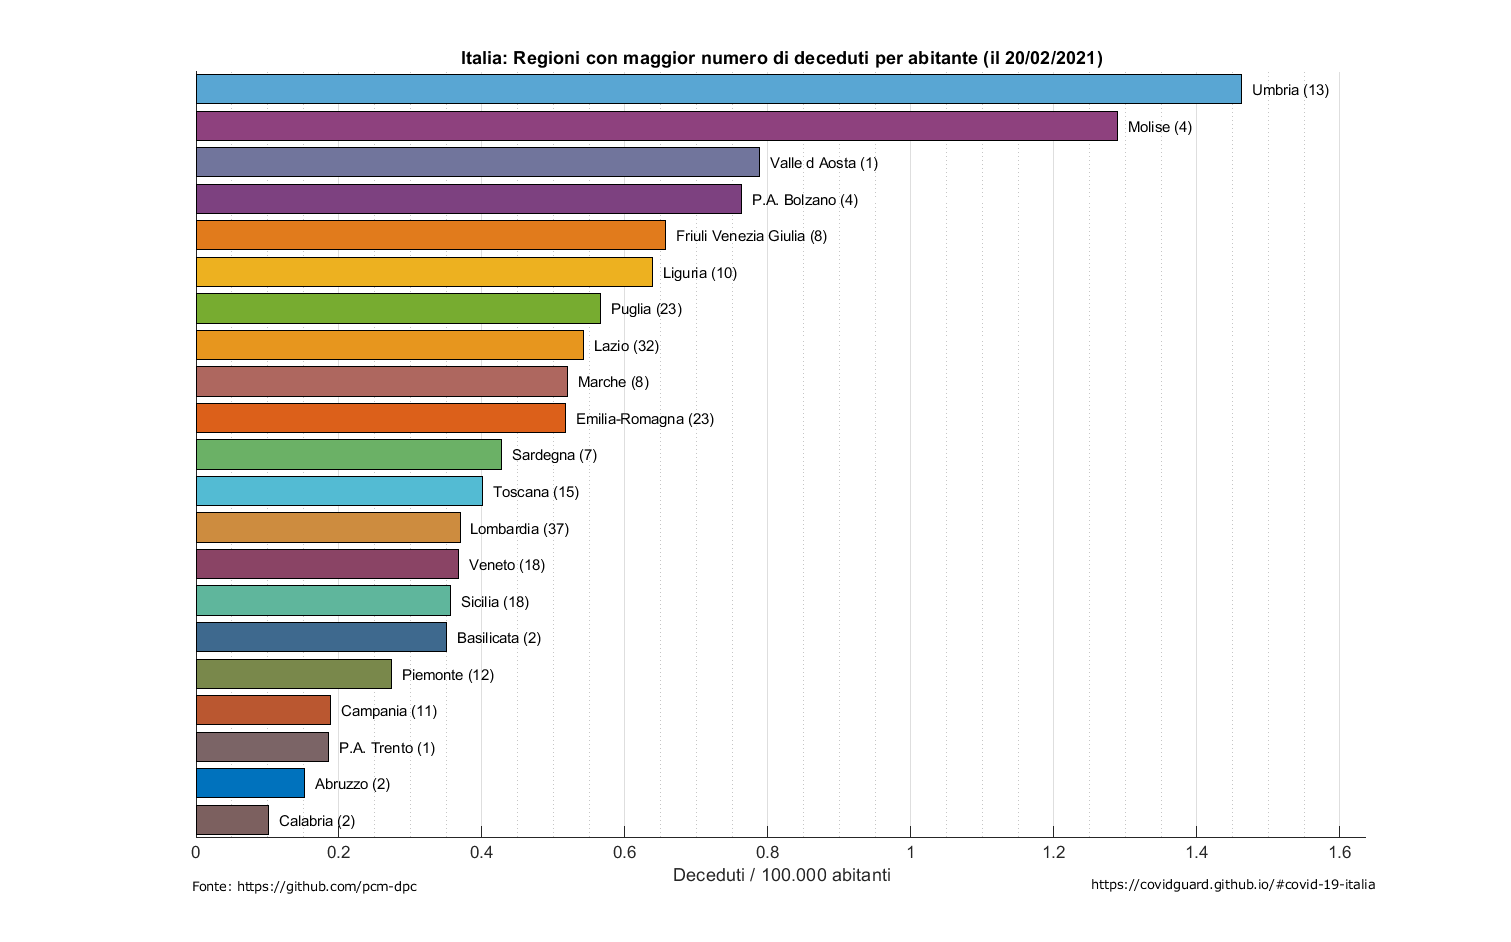 Italia: Regioni con maggior numero di deceduti per abitante (il 20/02/2021)
Umbria (13)
Molise (4)
Valle d Aosta (1)
P.A. Bolzano (4)
Friuli Venezia Giulia (8)
Liguria (10)
Puglia (23)
Lazio (32)
Marche (8)
Emilia-Romagna (23)
Sardegna (7)
Toscana (15)
Lombardia (37)
Veneto (18)
Sicilia (18)
Basilicata (2)
Piemonte (12)
Campania (11)
P.A. Trento (1)
Abruzzo (2)
Calabria (2)
0 0.2 0.4 0.6 0.8 1 1.2 1.4 1.6
Deceduti / 100.000 abitanti
Fonte: https://github.com/pcm-dpc
https://covidguard.github.io/#covid-19-italia